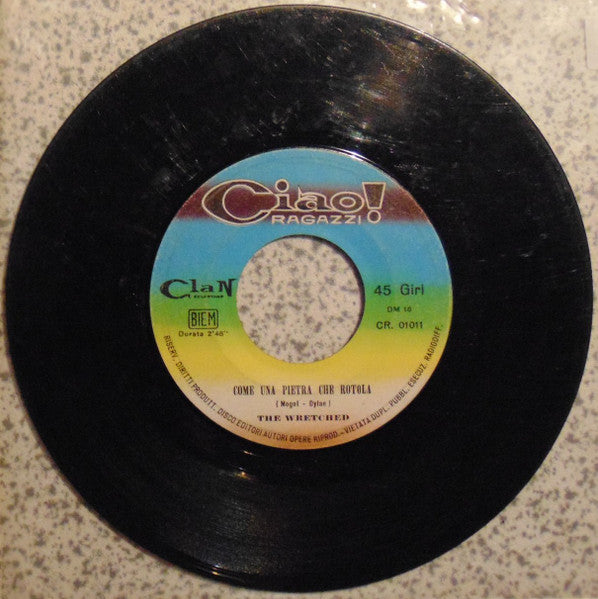 Ciao!
RAGAZZI
ClaN
BIEM
Durata 2'45"
45 Giri
DM 10
CR. 01011
COME UNA PIETRA CHE ROTOLA
( Mogol - Dylan )
THE WRETCHED
RISERV. DIRITTI PRODUTT. DISCO EDITORI AUTORI OPERE RIPROD.-VIETATA DUPL. PUBBL. ESECUZ. RADIODIFF.